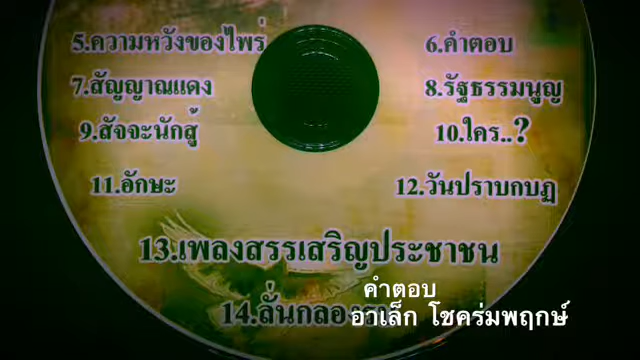 5.ความหวังของไพร่
6.คำตอบ
7.สัญญาณแดง
8.รัฐธรรมนูญ
9.สัจจะนักสู้
10.ใคร..?
11.อักษะ
12.วันปราบกบฏ
13.เพลงสรรเสริญประชาชน
14.ลั่นกลอง
คำตอบ
อาเล็ก โชคร่มพฤกษ์